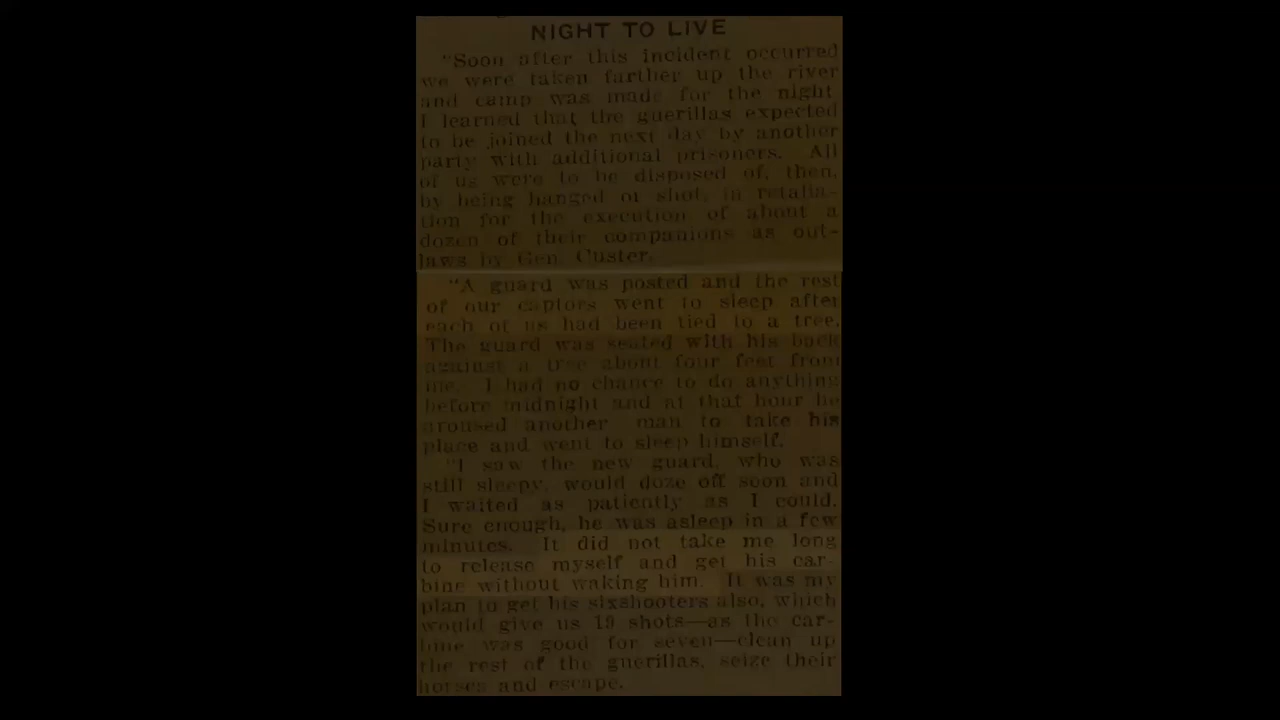 NIGHT TO LIVE
"Soon after this incident occurred
we were taken farther up the river
and camp was made for the night.
I learned that the guerillas expected
to be joined the next day by another
party with additional prisoners. All
of us were to be disposed of, then,
by being hanged or shot, in retalia-
tion for the execution of about a
dozen of their companions as out-
laws by Gen. Custer.
"A guard was posted and the rest
of our captors went to sleep after
each of us had been tied to a tree.
The guard was seated with his back
against a tree about four feet from
me. I had no chance to do anything
before midnight and at that hour he
aroused another man to take his
place and went to sleep himself.
"I saw the new guard, who was
still sleepy, would doze off soon and
I waited as patiently as I could.
Sure enough, he was asleep in a few
minutes. It did not take me long
to release myself and get his car-
bine without waking him. It was my
plan to get his sixshooters also, which
would give us 19 shots—as the car-
bine was good for seven—clean up
the rest of the guerillas, seize their
horses and escape.